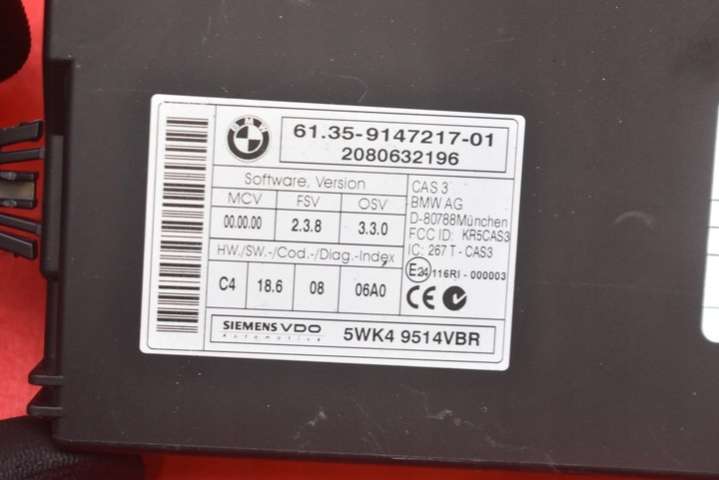 BMW
61.35-9147217-01
2080632196
Software, Version
MCV FSV OSV
00.00.00 2.3.8 3.3.0
HW./SW.-/Cod.-/Diag.-Index
C4 18.6 08 06A0
CAS 3
BMW AG
D-80788München
FCC ID: KR5CAS3
IC: 267 T - CAS3
E24 116RI - 000003
CE
SIEMENS VDO
Automotive
5WK4 9514VBR